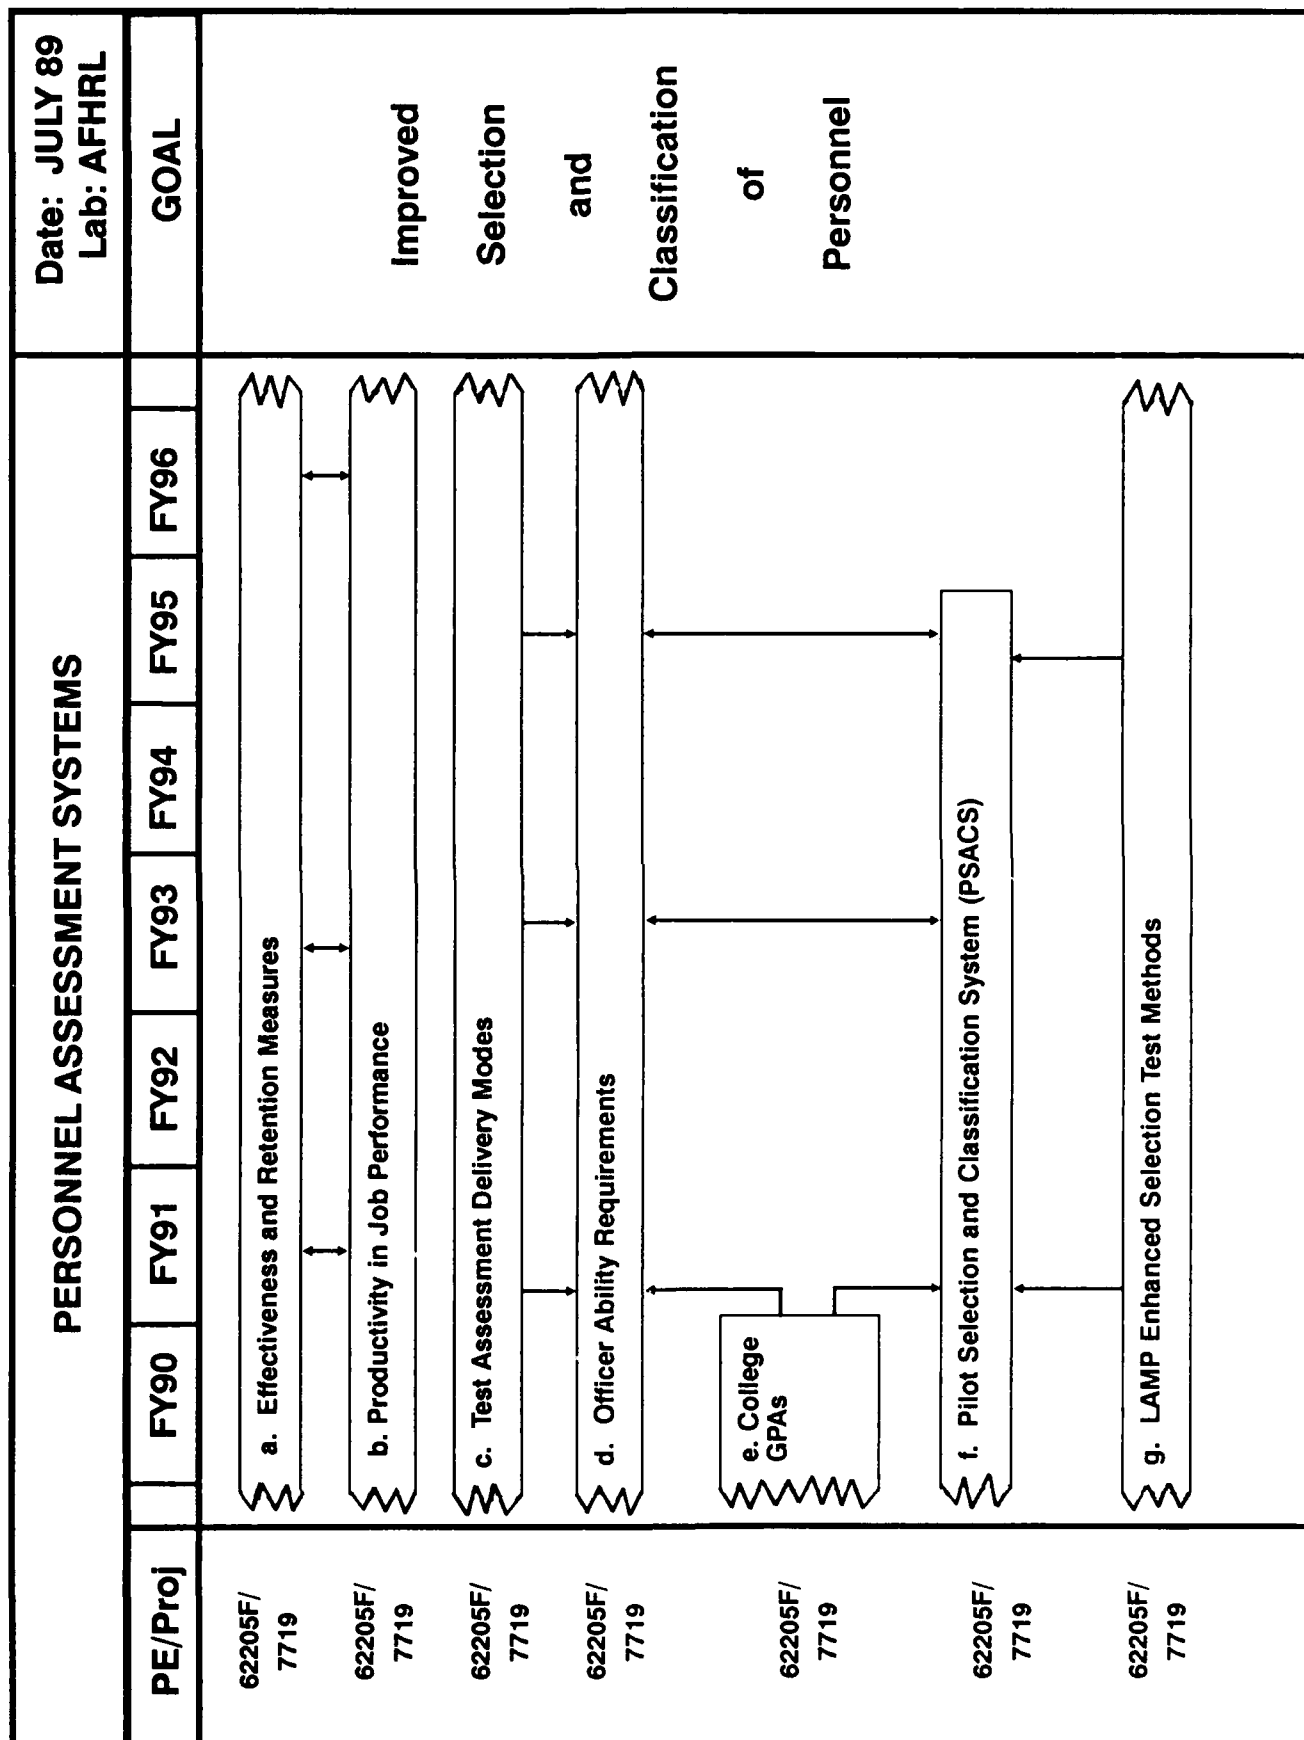 PERSONNEL ASSESSMENT SYSTEMS
Date: JULY 89
Lab: AFHRL
PE/Proj
FY90
FY91
FY92
FY93
FY94
FY95
FY96
GOAL
62205F/
7719
a. Effectiveness and Retention Measures
62205F/
7719
b. Productivity in Job Performance
62205F/
7719
c. Test Assessment Delivery Modes
62205F/
7719
d. Officer Ability Requirements
62205F/
7719
e. College
GPAs
62205F/
7719
f. Pilot Selection and Classification System (PSACS)
62205F/
7719
g. LAMP Enhanced Selection Test Methods
Improved
Selection
and
Classification
of
Personnel